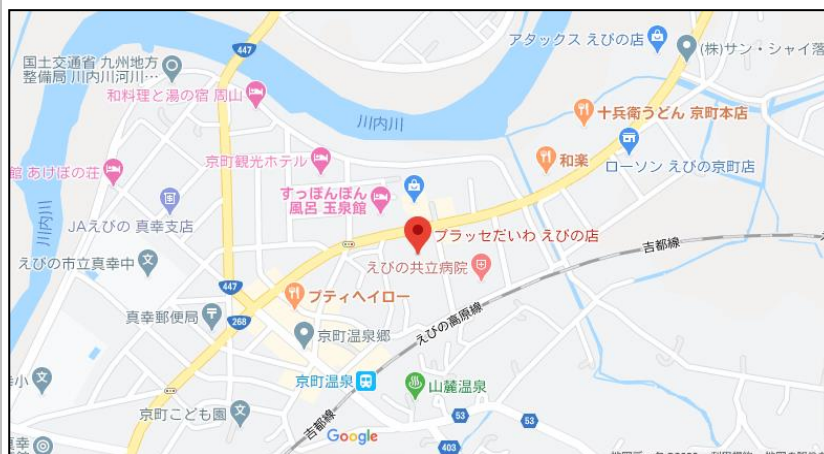 447
アタックス えびの店
(株)サン・シャイ落
国土交通省 九州地方
整備局 川内川河川…
和料理と湯の宿 周山
川内川
十兵衛うどん 京町本店
京町観光ホテル
和楽
ローソン えびの京町店
館 あけぼの荘
すっぽんぽん
風呂 玉泉館
JAえびの 真幸支店
川内川
プラッセだいわ えびの店
吉都線
えびの市立真幸中
えびの共立病院
447
プティヘイロー
えびの高原線
真幸郵便局
268
京町温泉郷
小
京町温泉
山麓温泉
京町こども園
53
53
吉都線
真幸
Google
403